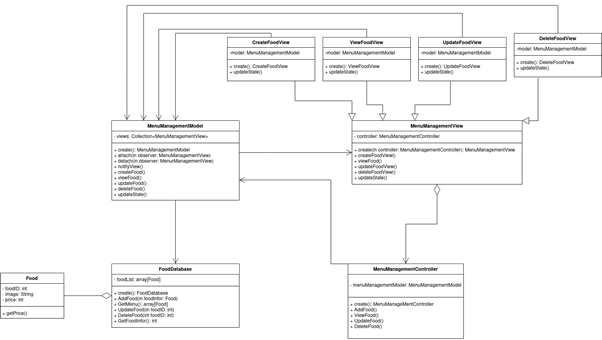 CreateFoodView
-model: MenuManagementModel
+ create(): CreateFoodView
+ updateState()
ViewFoodView
-model: MenuManagementModel
+ create(): ViewFoodView
+ updateState()
UpdateFoodView
-model: MenuManagementModel
+ create(): UpdateFoodView
+ updateState()
DeleteFoodView
-model: MenuManagementModel
+ create(): DeleteFoodView
+ updateState()
MenuManagementModel
- views: Collecton<MenuManagementView>
+ create(): MenuManagementModel
+ attach(in observer: MenuManagementView)
+ detach(in observer: MenurManagementView)
+ notifyView()
+ createFood()
+ viewFood()
+ updateFood()
+ deleteFood()
+ updateState()
MenuManagementView
- controller: MenuManagementController
+ create(in controller: MenuManagementController): MenuManagementView
+ createFoodView()
+ viewFood()
+ updateFoodView()
+ deleteFoodView()
+ updateState()
Food
- foodID: int
- image: String
- price: int
+ getPrice()
FoodDatabase
- foodList: array[Food]
+ create(): FoodDatabase
+ AddFood(in foodInfor: Food)
+ GetMenu(): array[Food]
+ UpdateFood(in foodID: int)
+ DeleteFood(int foodID: int)
+ GetFoodInfor(): int
MenuManagementController
- menuManagementModel: MenuManagementModel
+ create(): MenuManageMentController
+ AddFood()
+ ViewFood()
+ UpdateFood()
+ DeleteFood()